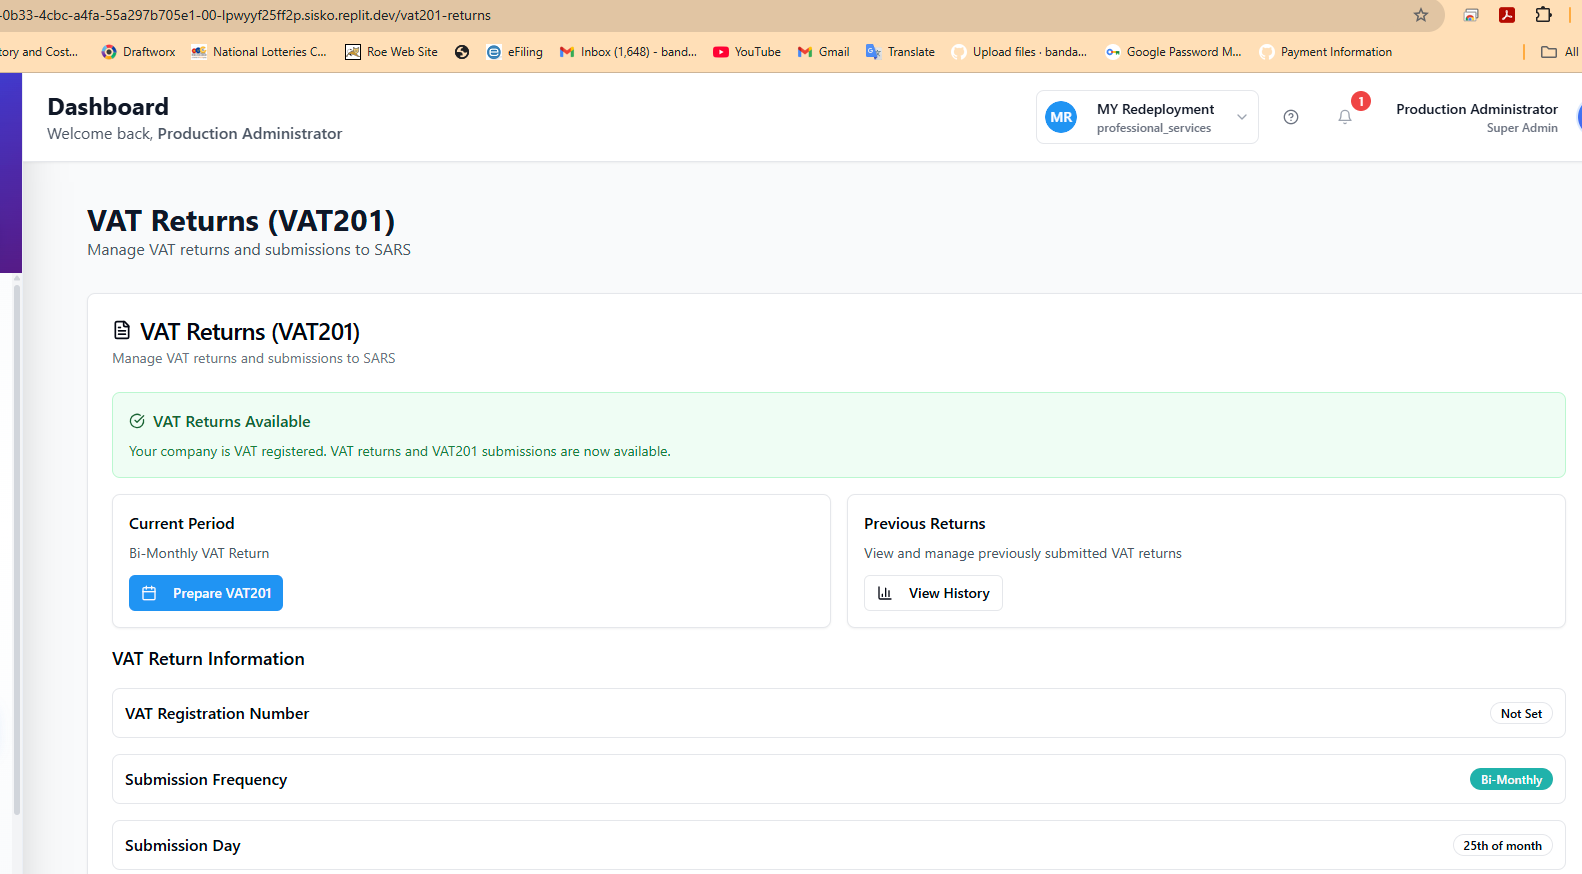 -0b33-4cbc-a4fa-55a297b705e1-00-lpwyyf25ff2p.sisko.replit.dev/vat201-returns
tory and Cost... Draftworx National Lotteries C... Roe Web Site eFiling Inbox (1,648) - band... YouTube Gmail Translate Upload files · banda... Google Password M... Payment Information All
Dashboard
Welcome back, Production Administrator
MR
MY Redeployment
professional_services
1
Production Administrator
Super Admin
VAT Returns (VAT201)
Manage VAT returns and submissions to SARS
VAT Returns (VAT201)
Manage VAT returns and submissions to SARS
VAT Returns Available
Your company is VAT registered. VAT returns and VAT201 submissions are now available.
Current Period
Bi-Monthly VAT Return
Prepare VAT201
Previous Returns
View and manage previously submitted VAT returns
View History
VAT Return Information
VAT Registration Number Not Set
Submission Frequency Bi-Monthly
Submission Day 25th of month